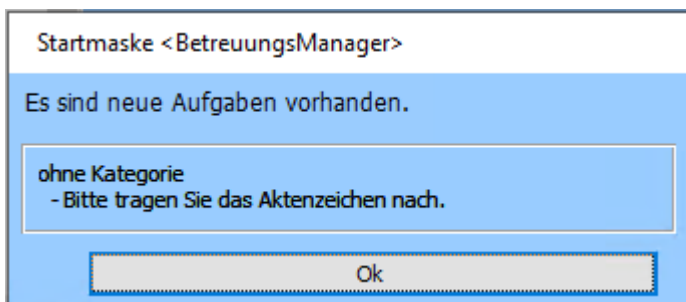 Startmaske <BetreuungsManager>
Es sind neue Aufgaben vorhanden.
ohne Kategorie
- Bitte tragen Sie das Aktenzeichen nach.
Ok